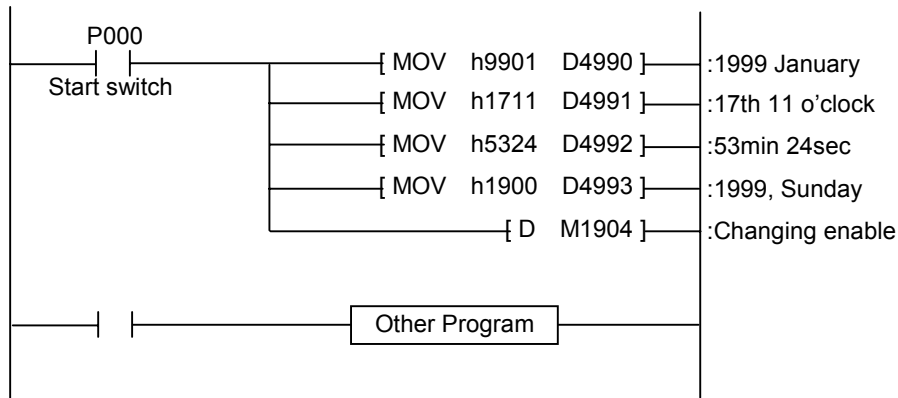 P000
[ MOV h9901 D4990 ] :1999 January
Start switch
[ MOV h1711 D4991 ] :17th 11 o’clock
[ MOV h5324 D4992 ] :53min 24sec
[ MOV h1900 D4993 ] :1999, Sunday
[ D M1904 ] :Changing enable
Other Program